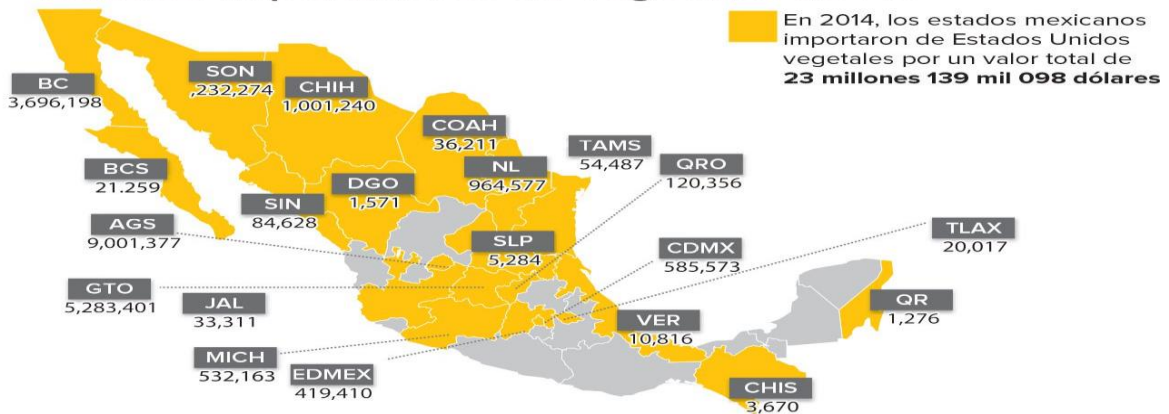 En 2014, los estados mexicanos
importaron de Estados Unidos
vegetales por un valor total de
23 millones 139 mil 098 dólares
BC
3,696,198
SON
,232,274
CHIH
1,001,240
COAH
36,211
TAMS
54,487
QRO
120,356
NL
964,577
BCS
21.259
DGO
1,571
SIN
84,628
AGS
9,001,377
SLP
5,284
CDMX
585,573
TLAX
20,017
GTO
5,283,401
JAL
33,311
QR
1,276
VER
10,816
MICH
532,163
EDMEX
419,410
CHIS
3,670